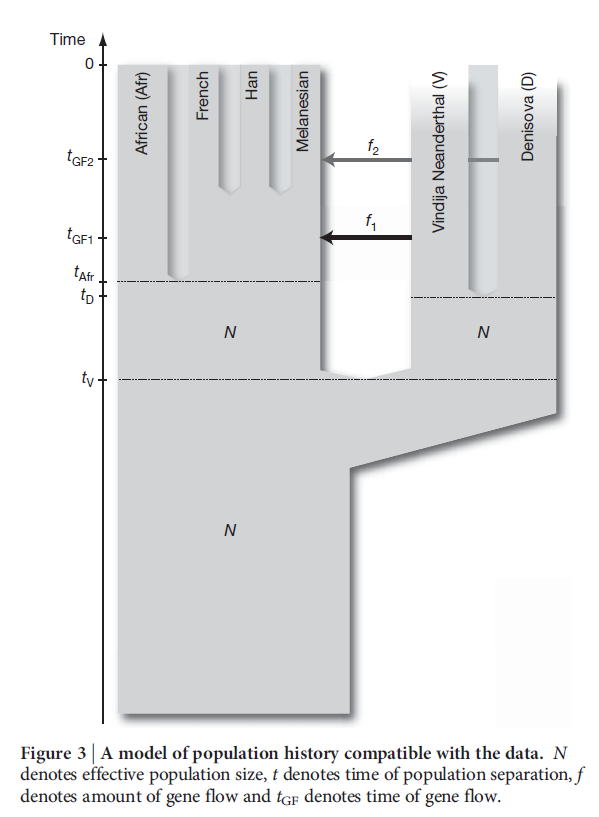 Time
0
African (Afr)
French
Han
Melanesian
Vindija Neanderthal (V)
Denisova (D)
tGF2
f2
tGF1
f1
tAfr
tD
N
N
tV
N
Figure 3 | A model of population history compatible with the data. N
denotes effective population size, t denotes time of population separation, f
denotes amount of gene flow and tGF denotes time of gene flow.